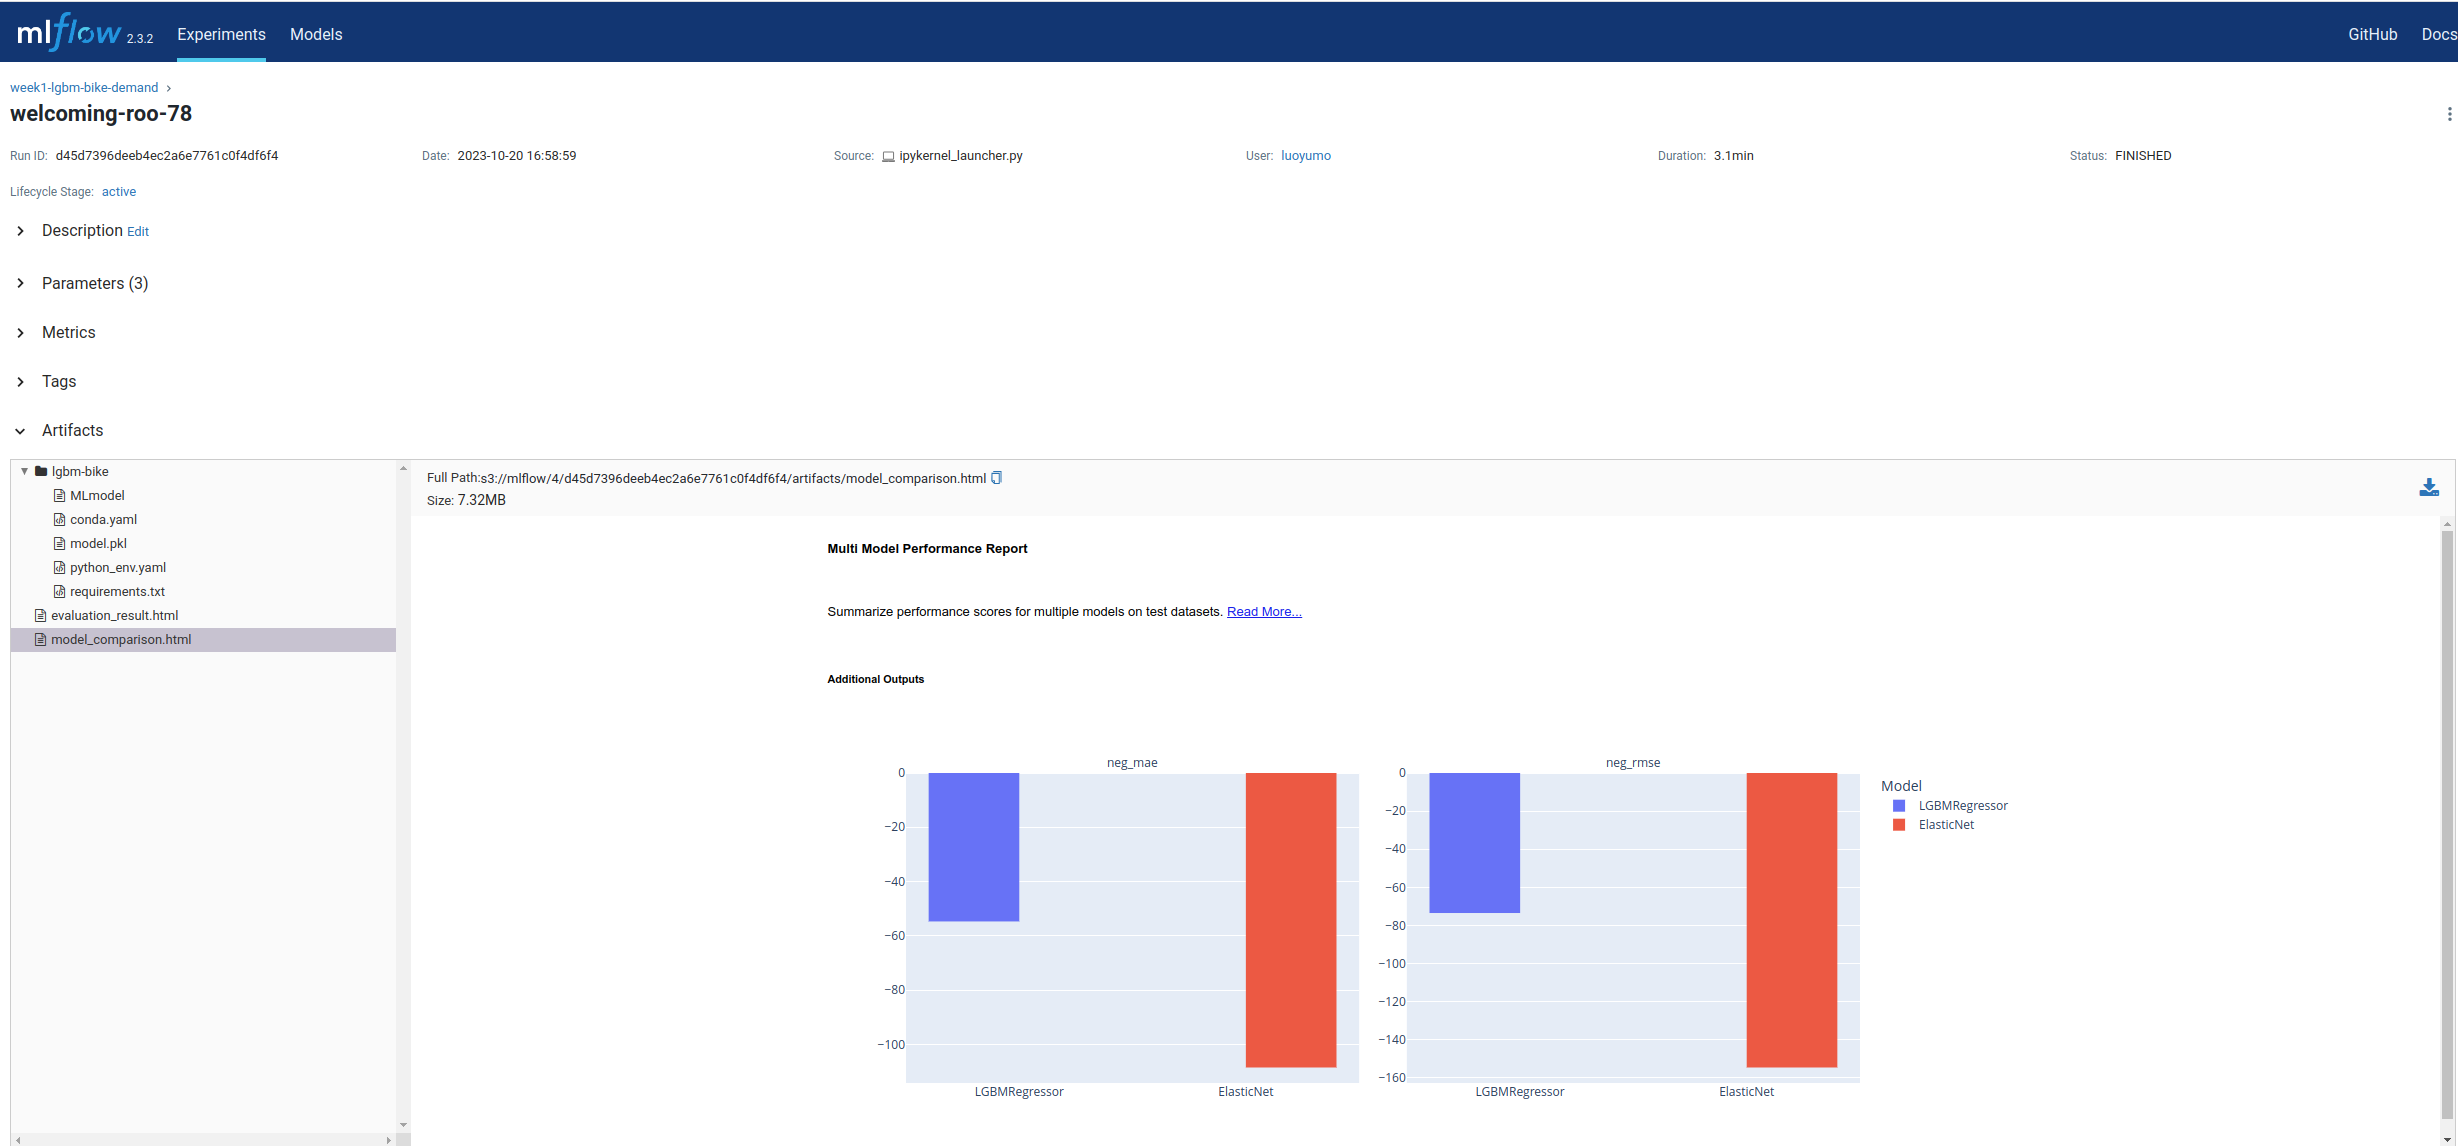 mlflow 2.3.2 Experiments Models GitHub Docs
week1-lgbm-bike-demand ›
welcoming-roo-78
Run ID: d45d7396deeb4ec2a6e7761c0f4df6f4 Date: 2023-10-20 16:58:59 Source: ipykernel_launcher.py User: luoyumo Duration: 3.1min Status: FINISHED
Lifecycle Stage: active
Description Edit
Parameters (3)
Metrics
Tags
Artifacts
lgbm-bike
MLmodel
conda.yaml
model.pkl
python_env.yaml
requirements.txt
evaluation_result.html
model_comparison.html
Full Path:s3://mlflow/4/d45d7396deeb4ec2a6e7761c0f4df6f4/artifacts/model_comparison.html
Size: 7.32MB
Multi Model Performance Report
Summarize performance scores for multiple models on test datasets. Read More...
Additional Outputs
neg_mae
0
−20
−40
−60
−80
−100
LGBMRegressor ElasticNet
neg_rmse
0
−20
−40
−60
−80
−100
−120
−140
−160
LGBMRegressor ElasticNet
Model
LGBMRegressor
ElasticNet